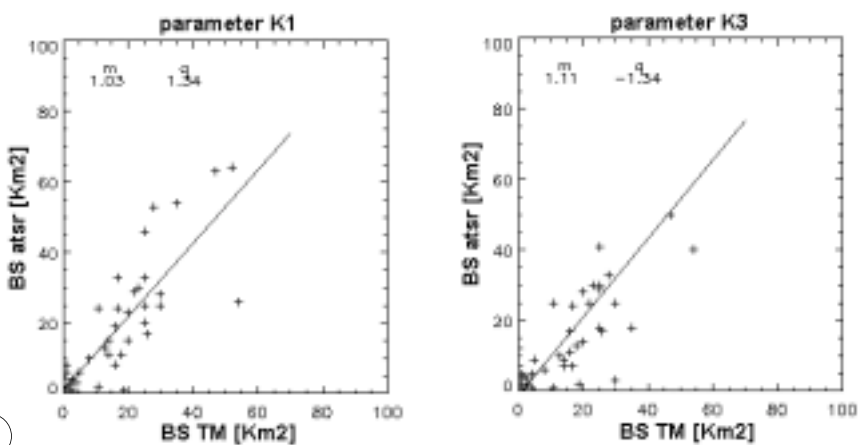 parameter K1
m q
1.03 1.34
100
80
60
40
20
0
BS atsr [Km2]
0 20 40 60 80 100
BS TM [Km2]
parameter K3
m q
1.11 -1.34
100
80
60
40
20
0
BS atsr [Km2]
0 20 40 60 80 100
BS TM [Km2]